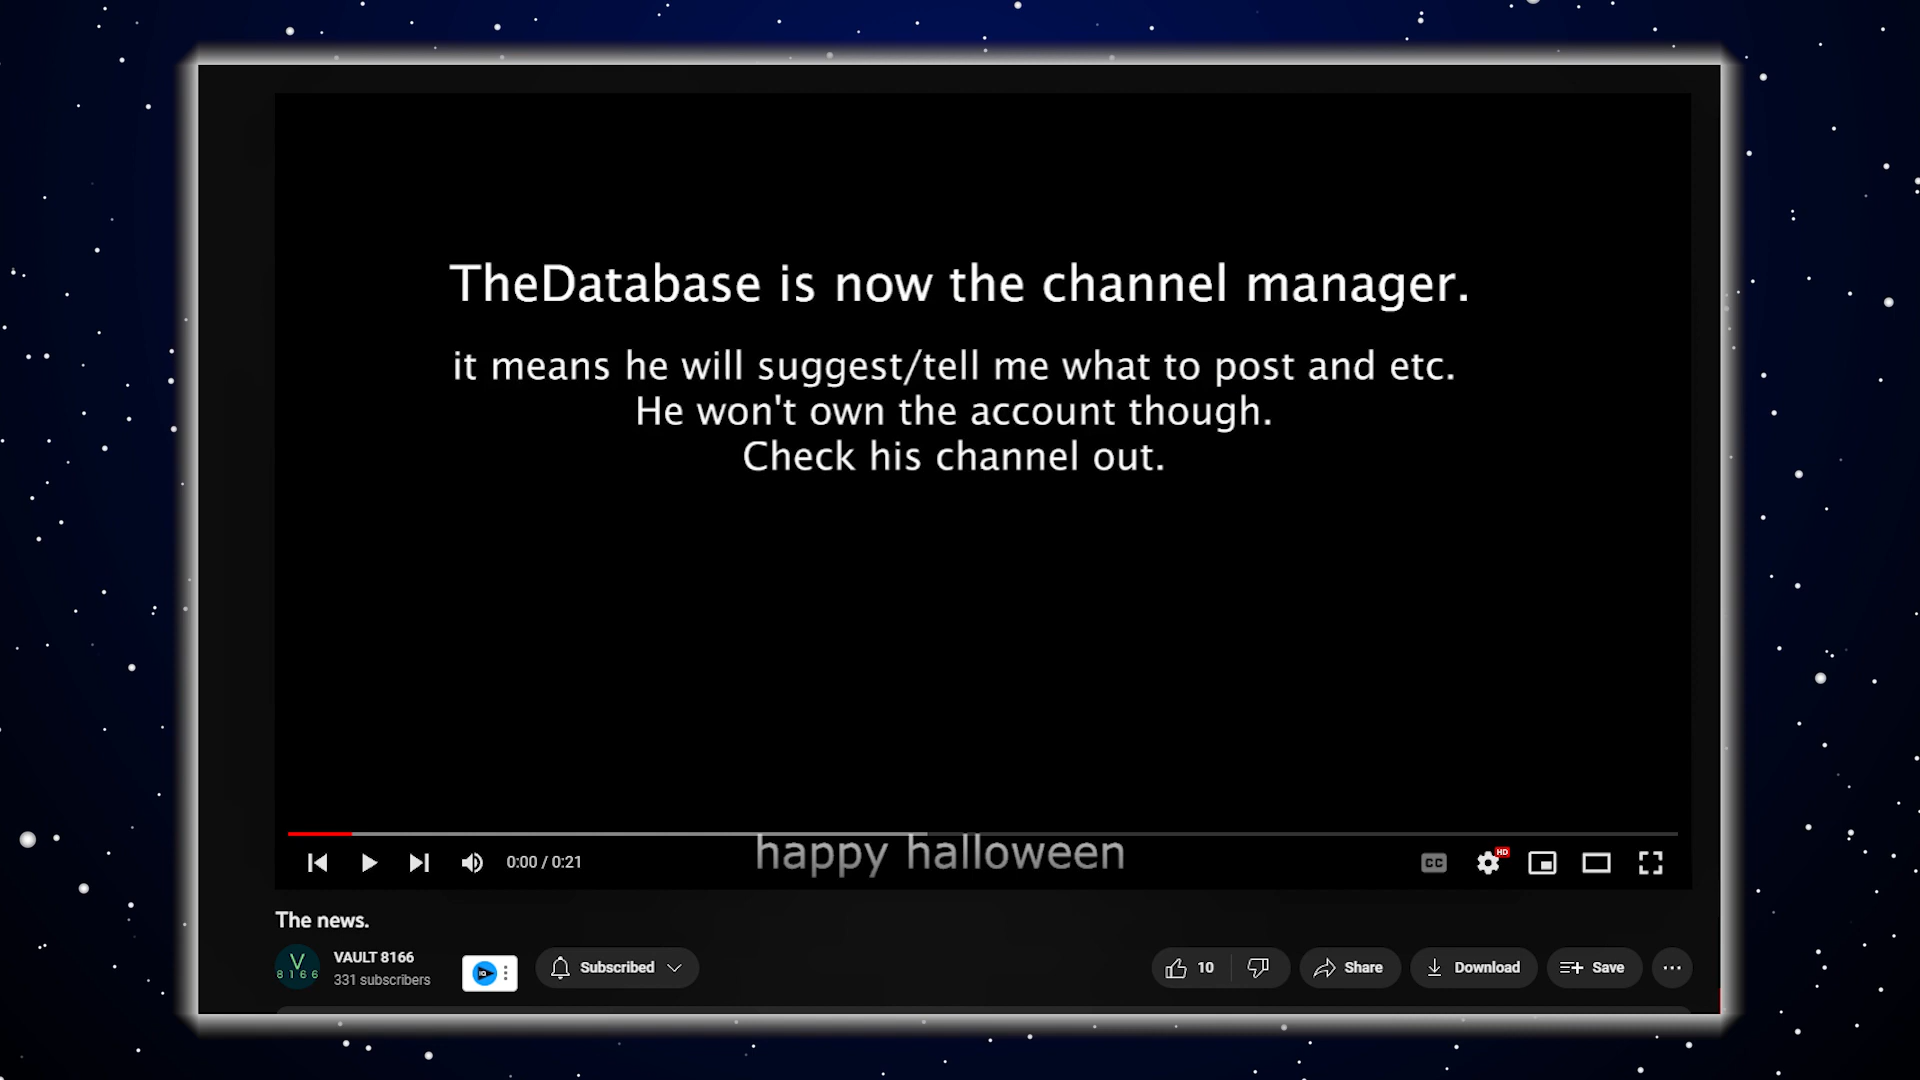 TheDatabase is now the channel manager.
it means he will suggest/tell me what to post and etc.
He won't own the account though.
Check his channel out.
happy halloween
0:00 / 0:21
CC
HD
The news.
V
8166
VAULT 8166
331 subscribers
Subscribed
10
Share
Download
Save